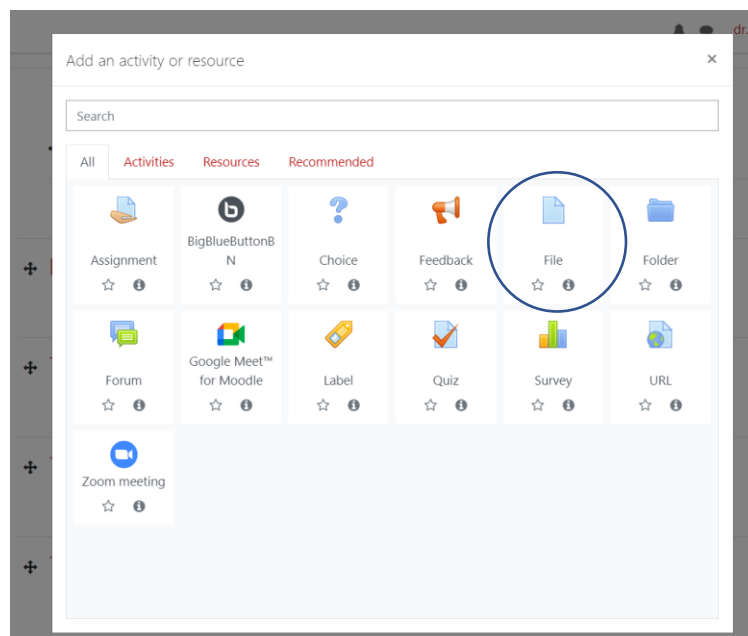 dr.
Add an activity or resource ×
Search
All Activities Resources Recommended
Assignment
BigBlueButtonB
N
Choice
Feedback
File
Folder
Forum
Google Meet™
for Moodle
Label
Quiz
Survey
URL
Zoom meeting